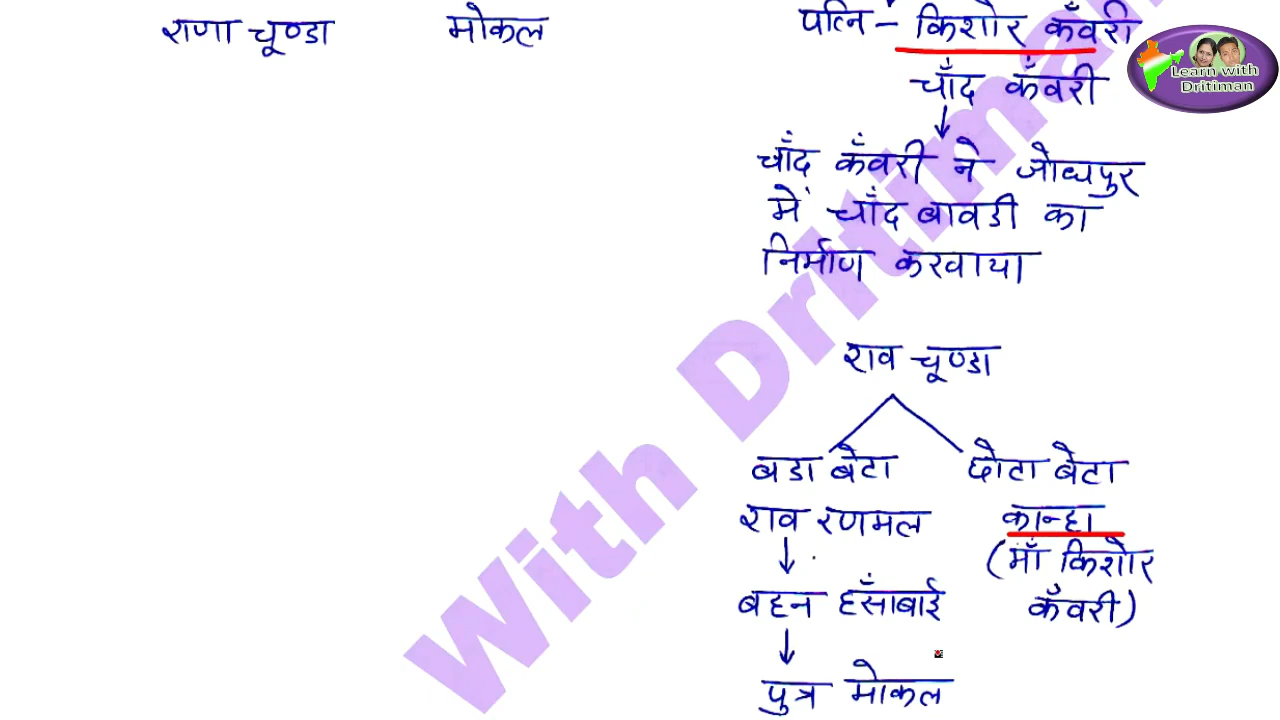 राणा चूण्डा
मोकल
पत्नि - किशोर कँवरी
चाँद कँवरी
चाँद कँवरी ने जोधपुर
में चाँद बावडी का
निर्माण करवाया
राव चूण्डा
बडा बेटा
छोटा बेटा
राव रणमल
कान्हा
(माँ किशोर
कँवरी)
बहन हँसाबाई
पुत्र मोकल
Learn with
Dritiman
With Dritiman